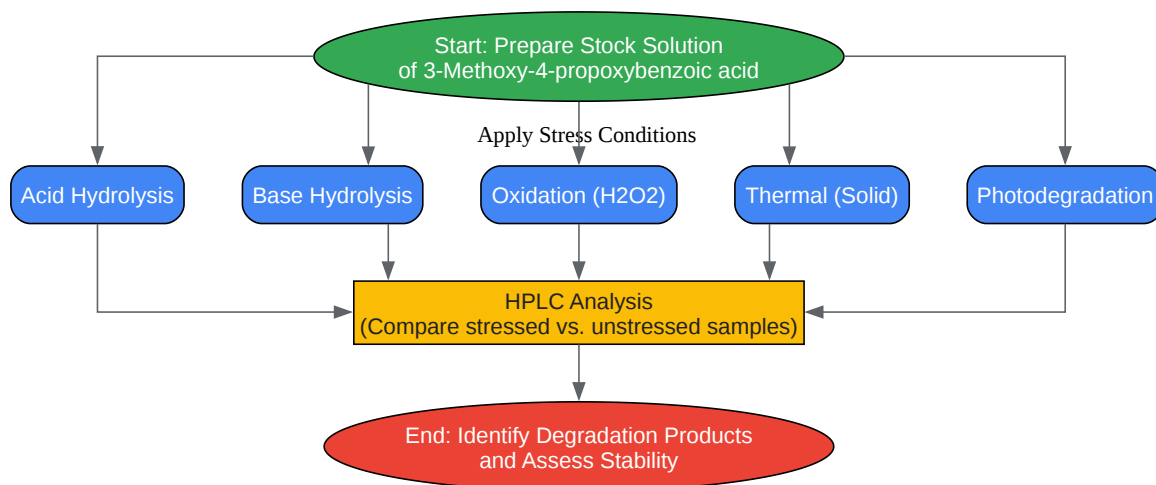 Start: Prepare Stock Solution
of 3-Methoxy-4-propoxybenzoic acid
Apply Stress Conditions
Acid Hydrolysis
Base Hydrolysis
Oxidation (H2O2)
Thermal (Solid)
Photodegradation
HPLC Analysis
(Compare stressed vs. unstressed samples)
End: Identify Degradation Products
and Assess Stability